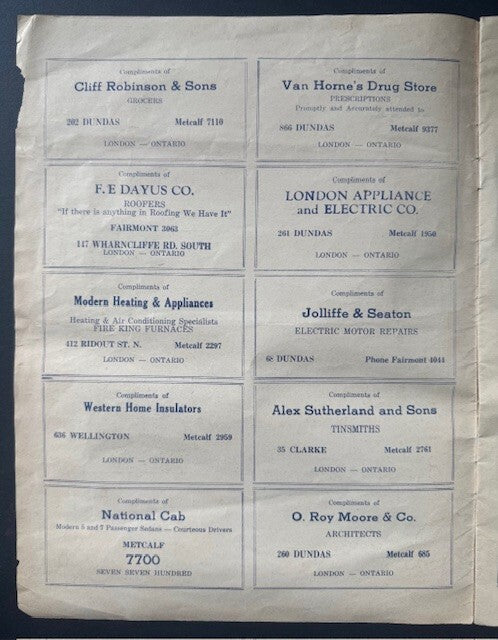 Compliments of
Cliff Robinson & Sons
GROCERS
202 DUNDAS Metcalf 7110
LONDON — ONTARIO
Compliments of
Van Horne's Drug Store
PRESCRIPTIONS
Promptly and Accurately attended to
866 DUNDAS Metcalf 9377
LONDON — ONTARIO
Compliments of
F. E DAYUS CO.
ROOFERS
"If there is anything in Roofing We Have It"
FAIRMONT 3063
147 WHARNCLIFFE RD. SOUTH
LONDON — ONTARIO
Compliments of
LONDON APPLIANCE
and ELECTRIC CO.
261 DUNDAS Metcalf 1950
LONDON — ONTARIO
Compliments of
Modern Heating & Appliances
Heating & Air Conditioning Specialists
FIRE KING FURNACES
412 RIDOUT ST. N. Metcalf 2297
LONDON — ONTARIO
Compliments of
Jolliffe & Seaton
ELECTRIC MOTOR REPAIRS
68 DUNDAS Phone Fairmont 4044
Compliments of
Western Home Insulators
636 WELLINGTON Metcalf 2959
LONDON — ONTARIO
Compliments of
Alex Sutherland and Sons
TINSMITHS
35 CLARKE Metcalf 2761
LONDON — ONTARIO
Compliments of
National Cab
Modern 5 and 7 Passenger Sedans — Courteous Drivers
METCALF
7700
SEVEN SEVEN HUNDRED
Compliments of
O. Roy Moore & Co.
ARCHITECTS
260 DUNDAS Metcalf 685
LONDON — ONTARIO